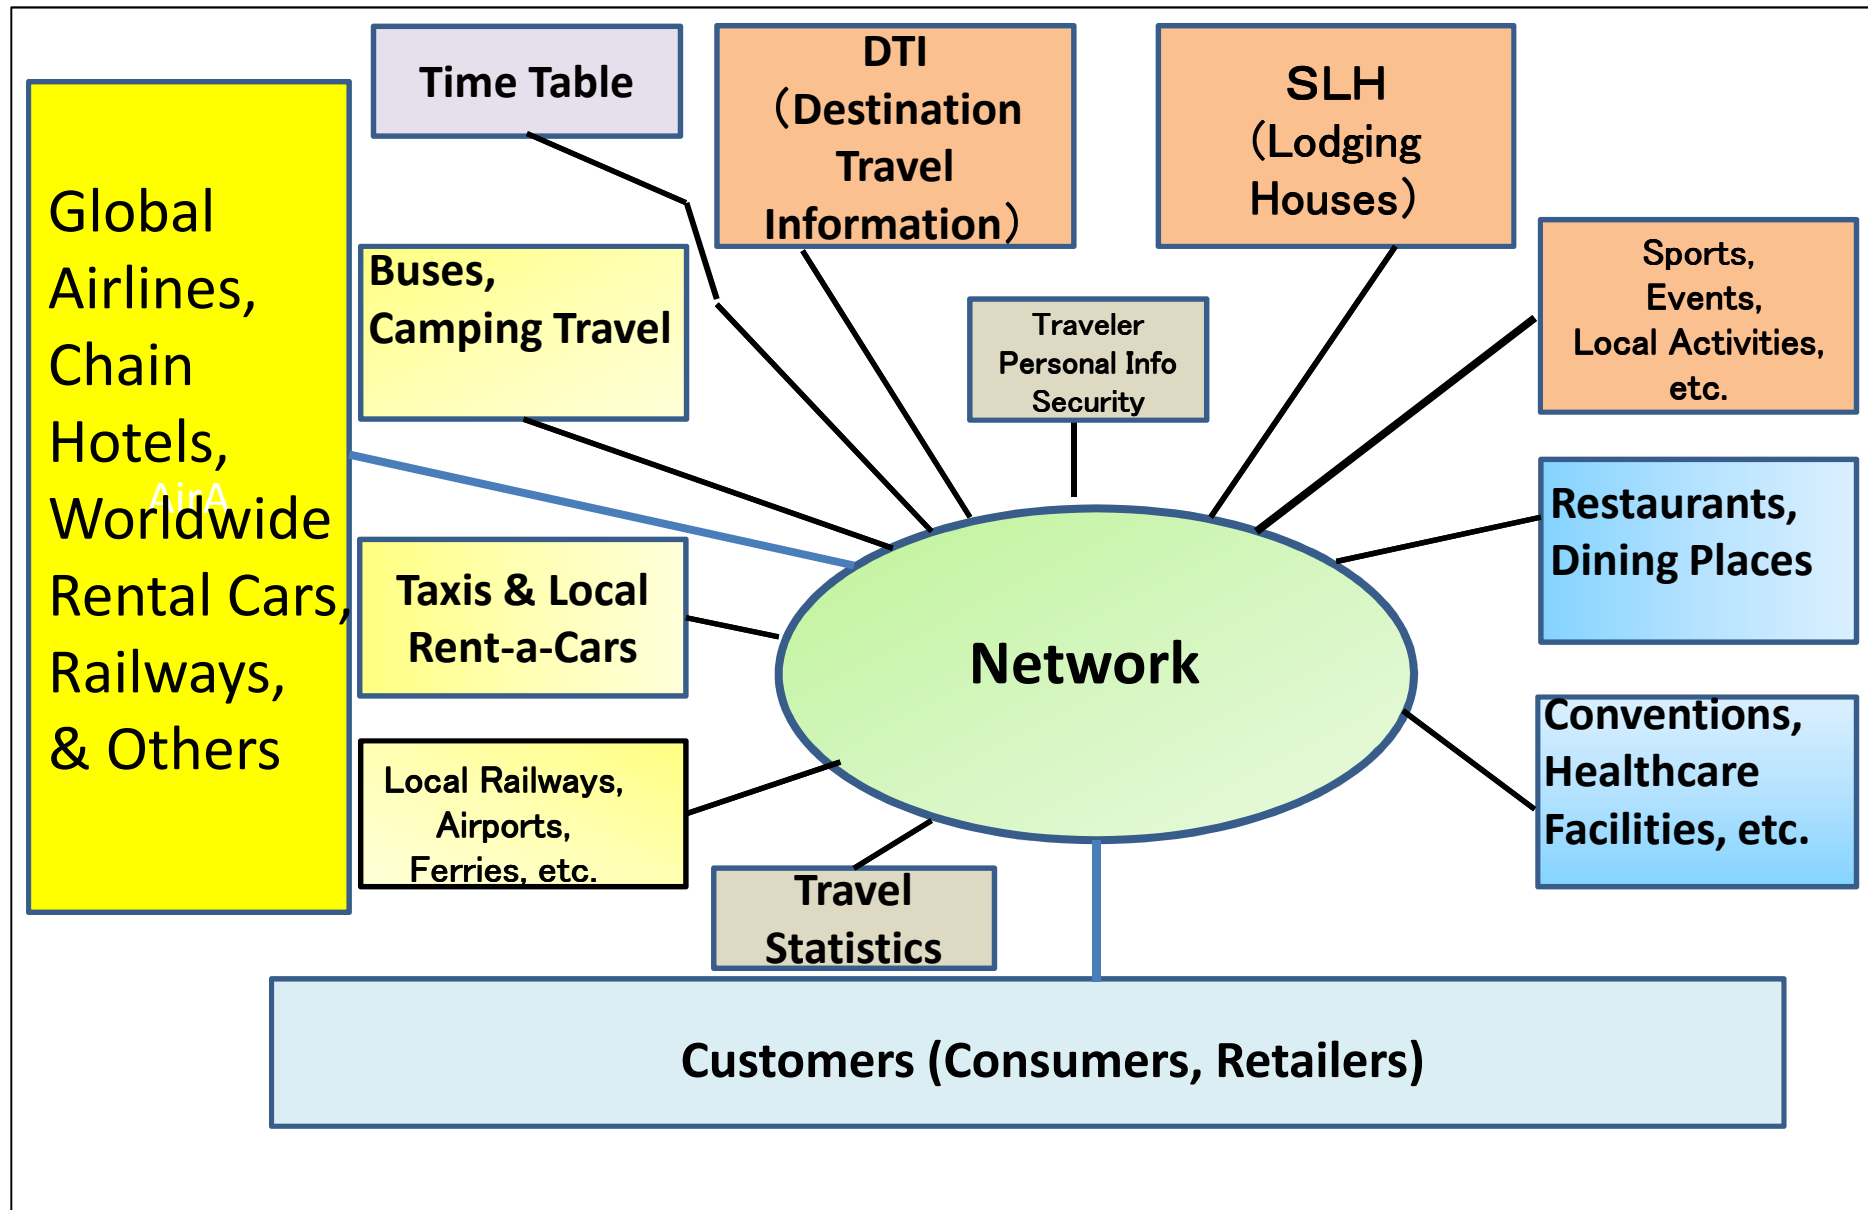 Time Table
DTI
（Destination
Travel
Information）
SLH
（Lodging
Houses）
Global
Airlines,
Chain
Hotels,
AirA
Worldwide
Rental Cars,
Railways,
& Others
Buses,
Camping Travel
Traveler
Personal Info
Security
Sports,
Events,
Local Activities,
etc.
Restaurants,
Dining Places
Taxis & Local
Rent-a-Cars
Network
Conventions,
Healthcare
Facilities, etc.
Local Railways,
Airports,
Ferries, etc.
Travel
Statistics
Customers (Consumers, Retailers)